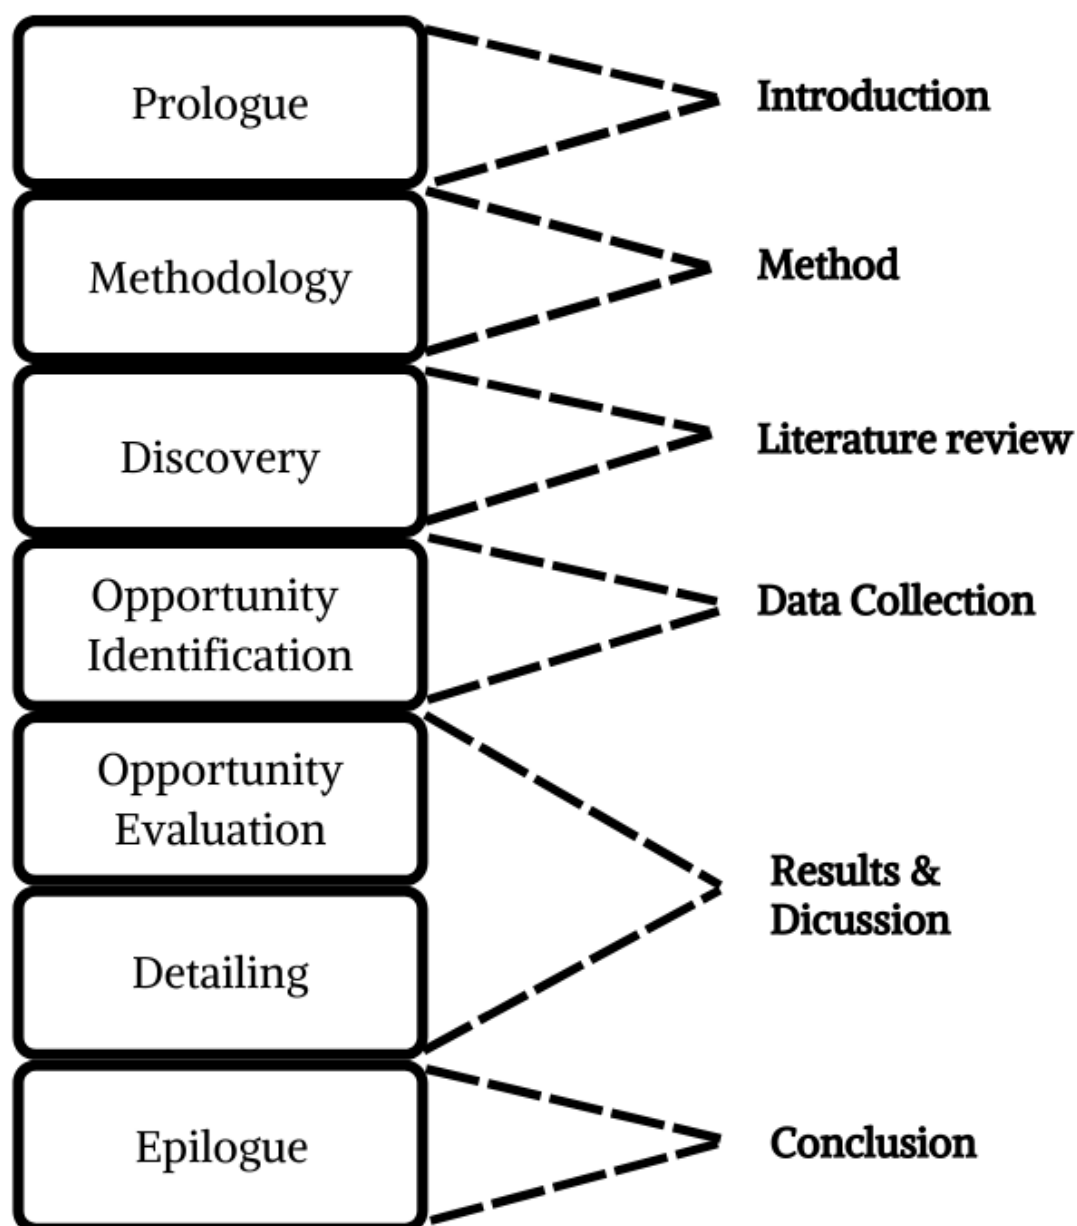 Prologue
Introduction
Methodology
Method
Discovery
Literature review
Opportunity
Identification
Data Collection
Opportunity
Evaluation
Results &
Dicussion
Detailing
Epilogue
Conclusion